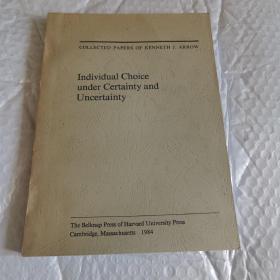 COLLECTED PAPERS OF KENNETH J. ARROW
Individual Choice
under Certainty and
Uncertainty
The Belknap Press of Harvard University Press
Cambridge, Massachusetts 1984